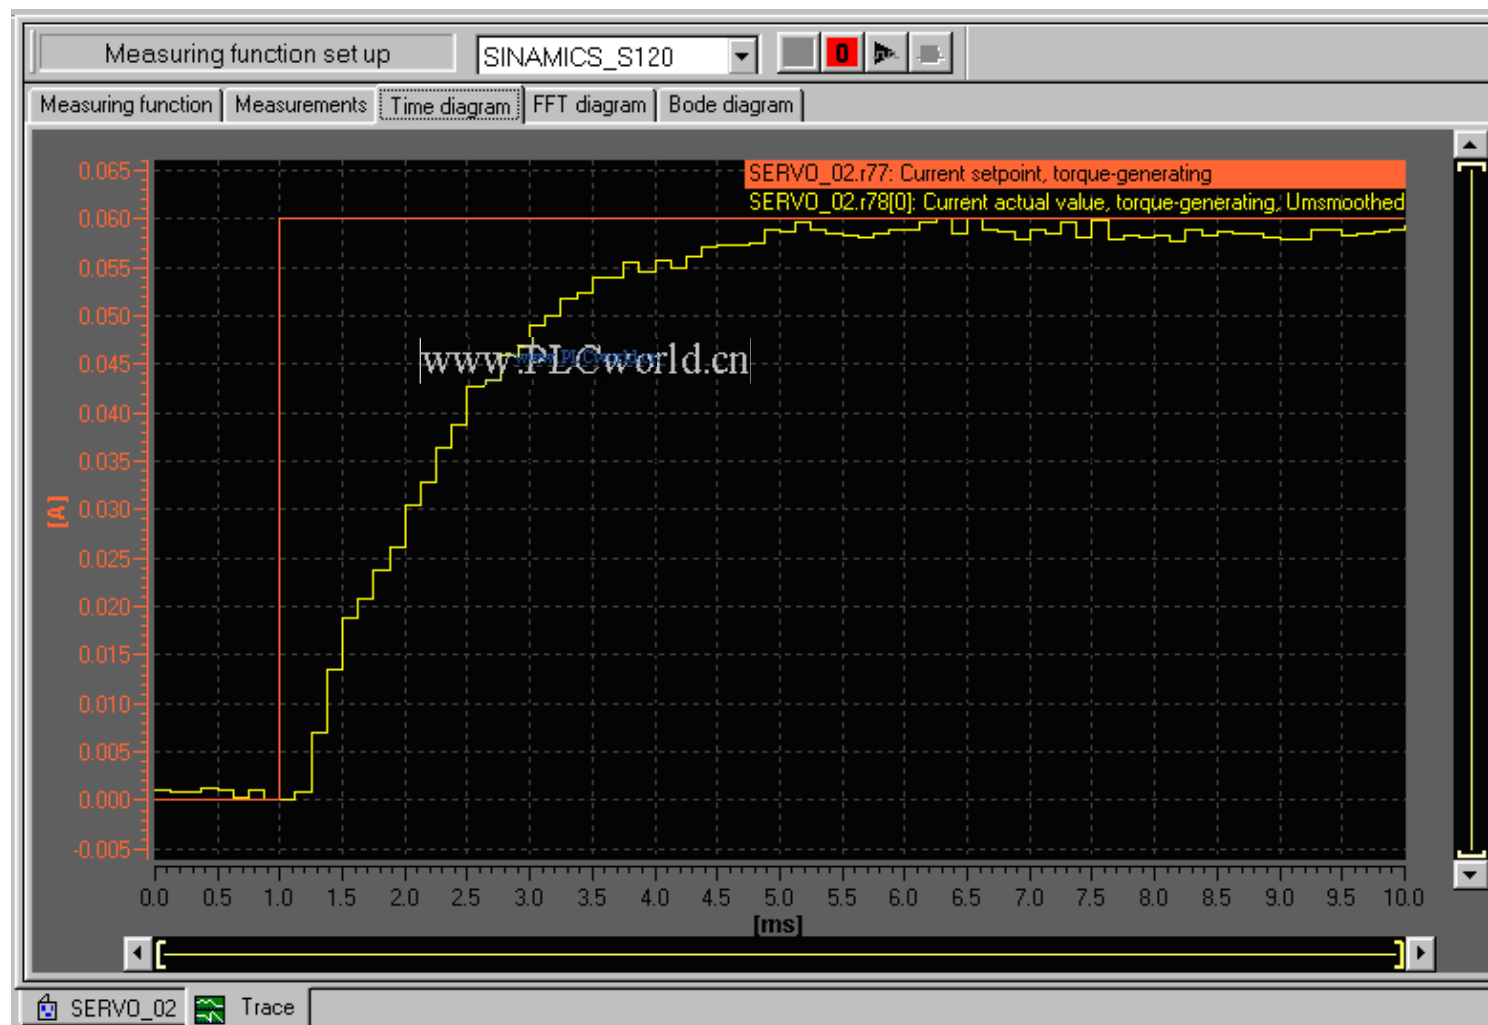 Measuring function set up
SINAMICS_S120
0
Measuring function
Measurements
Time diagram
FFT diagram
Bode diagram
SERVO_02.r77: Current setpoint, torque-generating
SERVO_02.r78[0]: Current actual value, torque-generating, Umsmoothed
0.065
0.060
0.055
0.050
0.045
0.040
0.035
0.030
0.025
0.020
0.015
0.010
0.005
0.000
-0.005
[A]
www.PLCworld.cn
www.PLCworld.cn
0.0 0.5 1.0 1.5 2.0 2.5 3.0 3.5 4.0 4.5 5.0 5.5 6.0 6.5 7.0 7.5 8.0 8.5 9.0 9.5 10.0
[ms]
SERVO_02
Trace